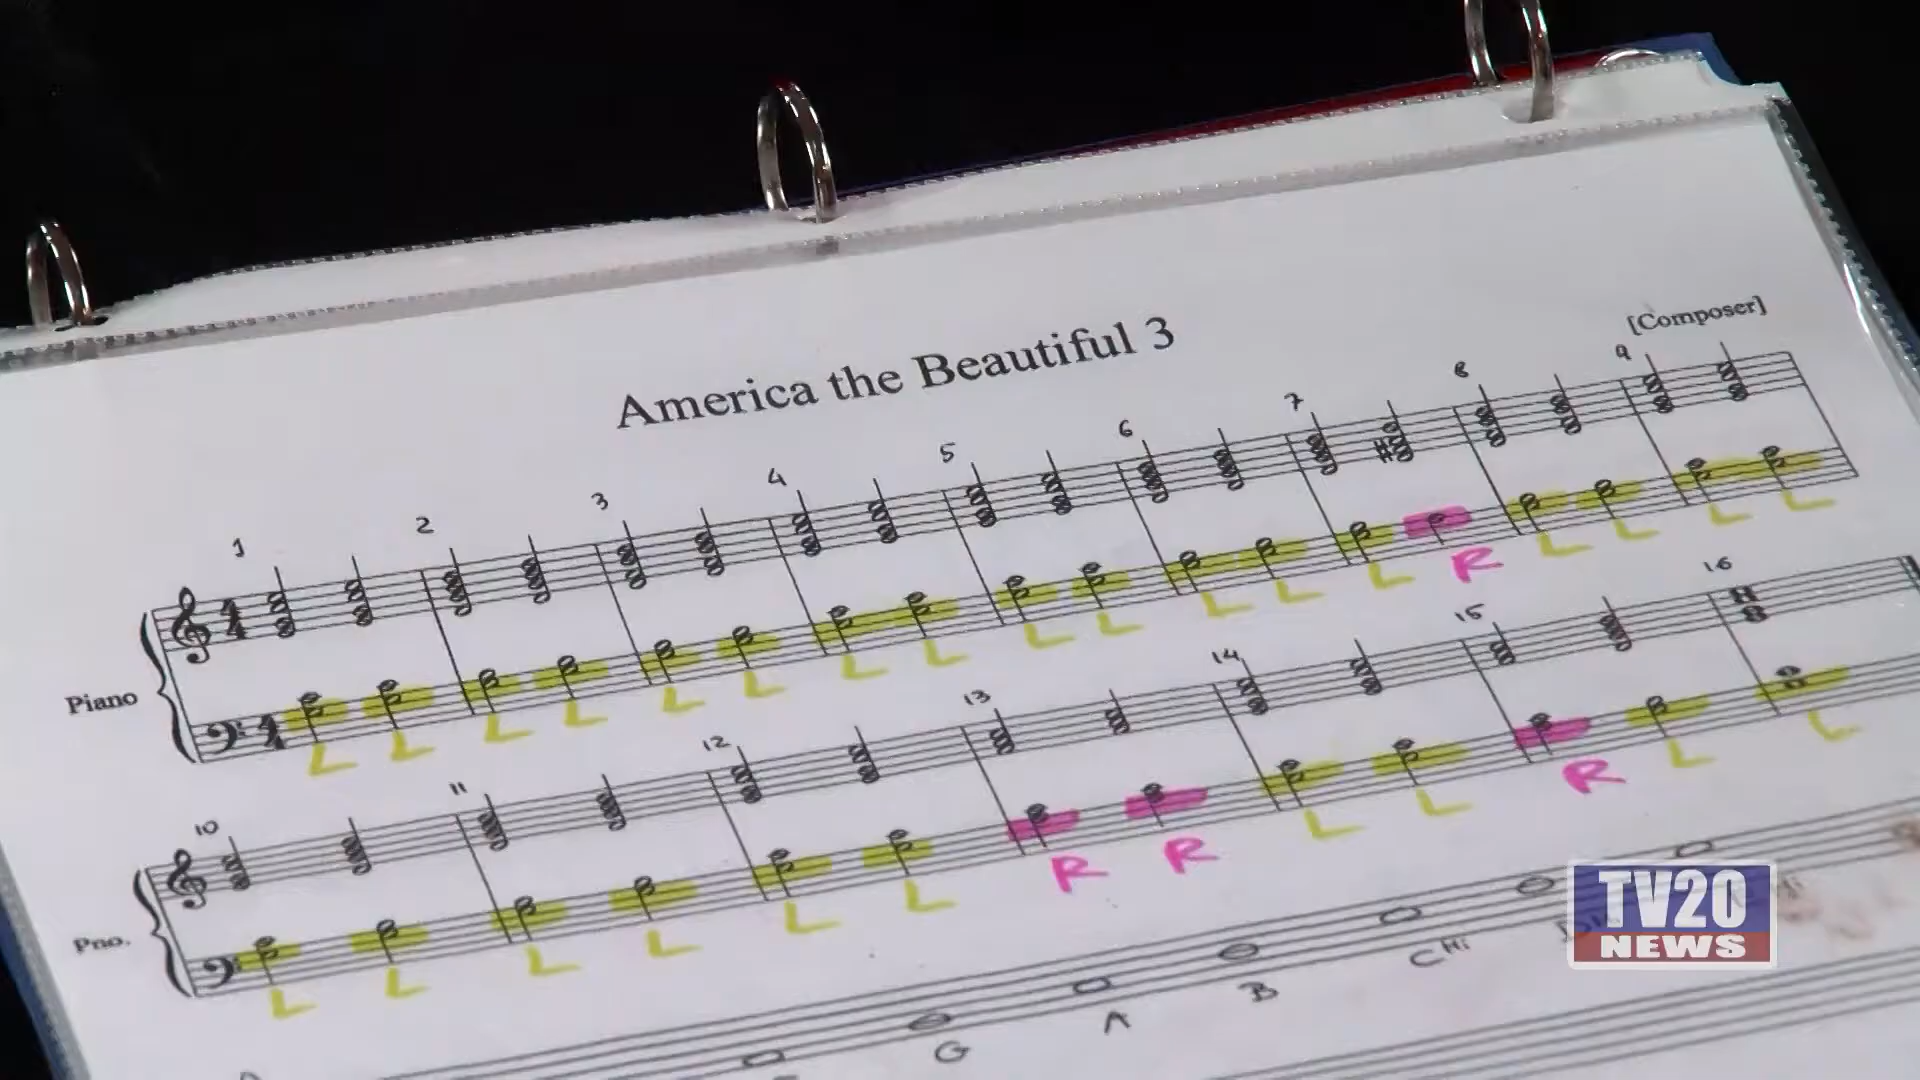 [Composer]
America the Beautiful 3
1 2 3 4 5 6 7 8 9
Piano
L L L L L L L L L L L L L R L L L L
10 11 12 13 14 15 16
Pno.
L L L L L L R R L L R L L
G A B C Hi
TV20
NEWS